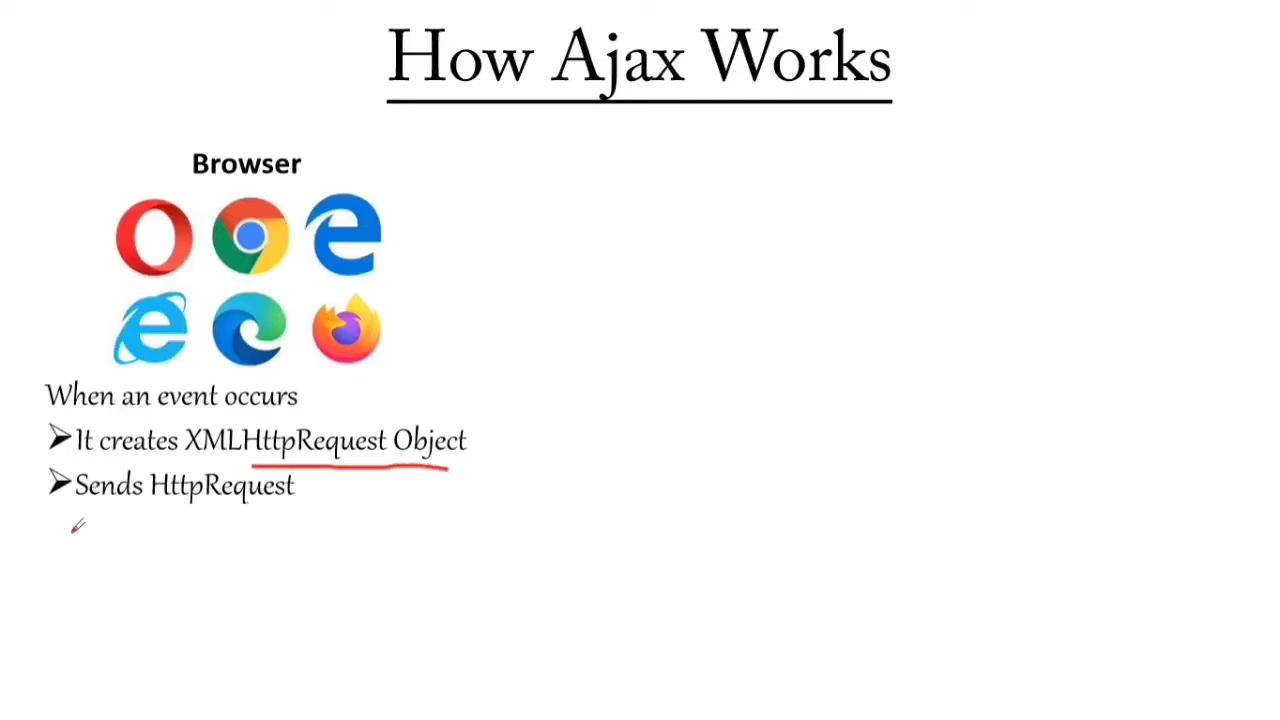 How Ajax Works
Browser
When an event occurs
It creates XMLHttpRequest Object
Sends HttpRequest